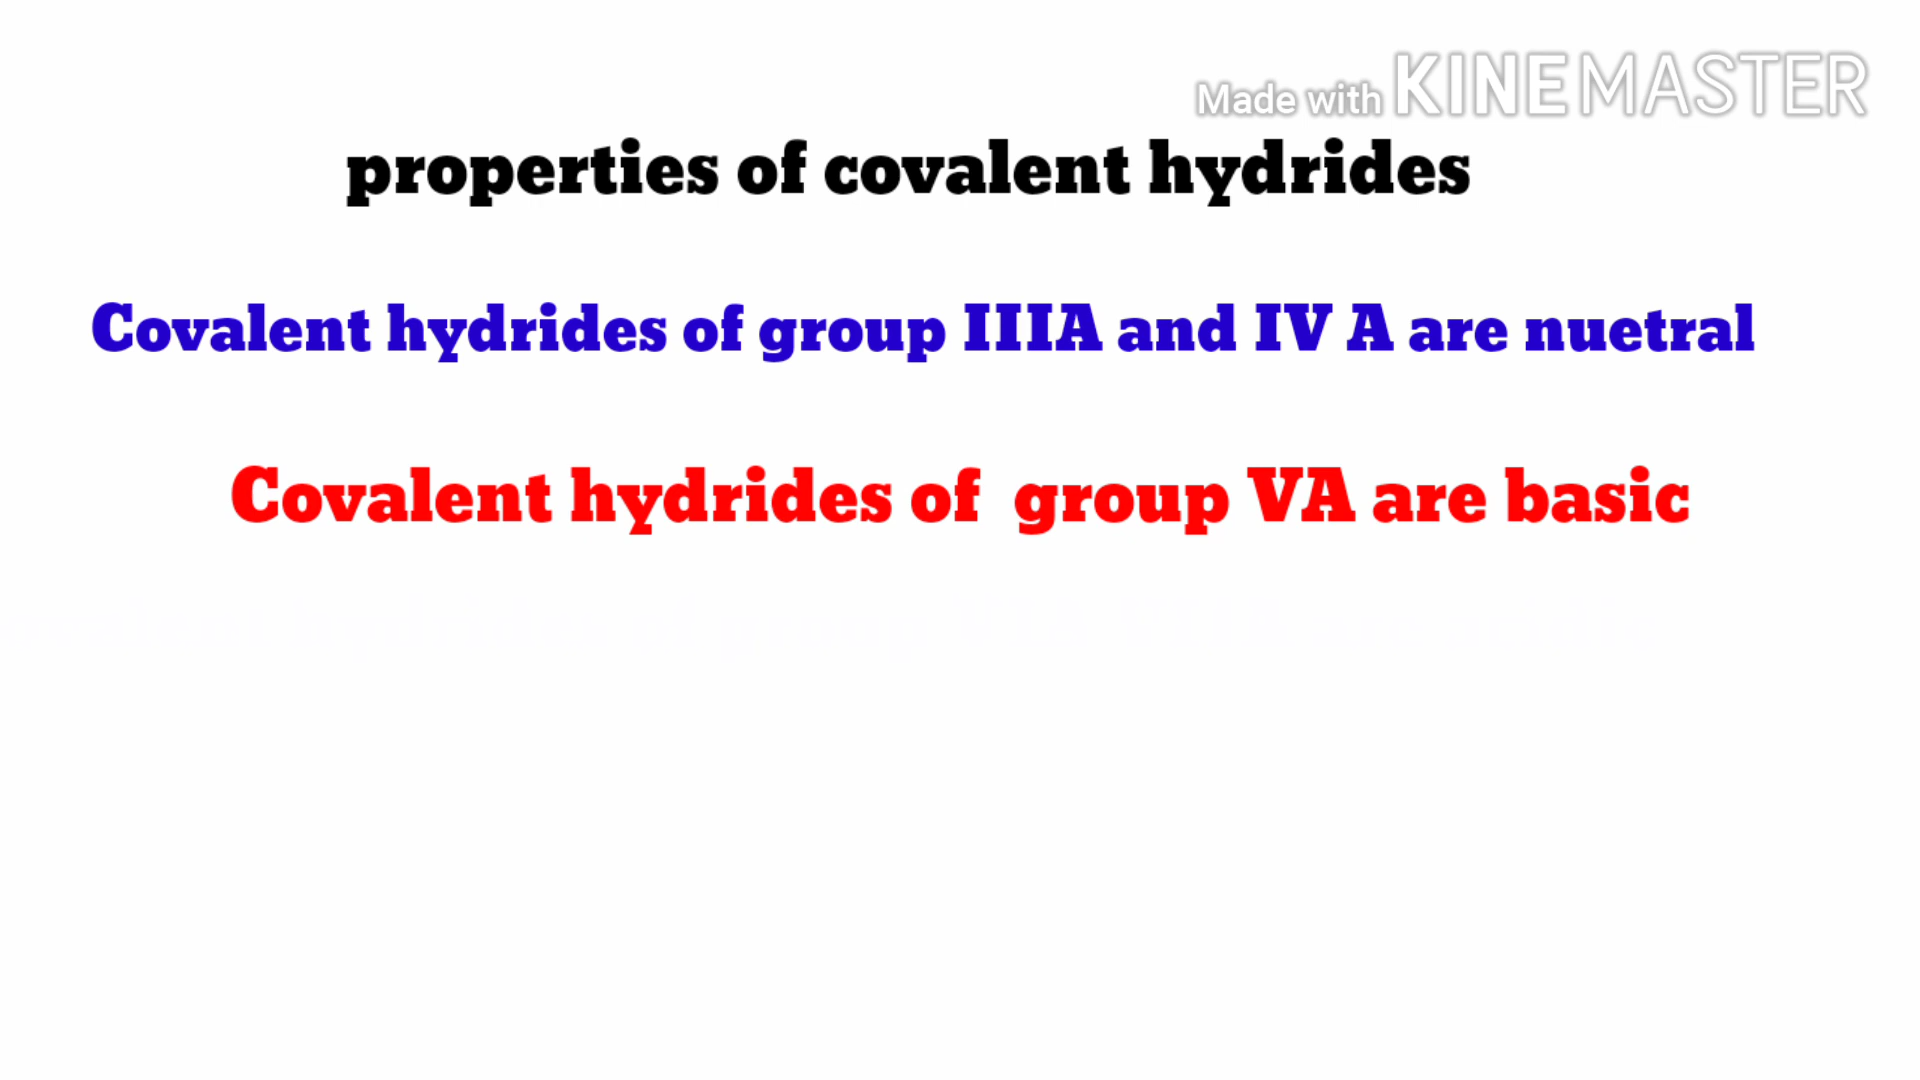 Made with KINEMASTER
properties of covalent hydrides
Covalent hydrides of group IIIA and IV A are nuetral
Covalent hydrides of group VA are basic